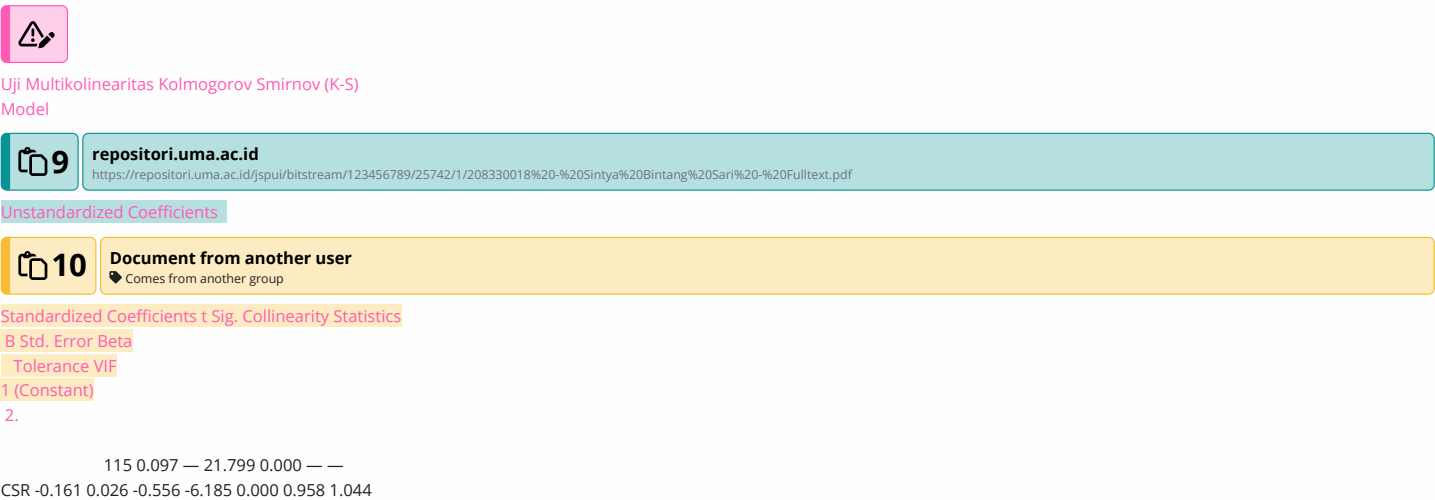 Uji Multikolinearitas Kolmogorov Smirnov (K-S)
Model
9
repositori.uma.ac.id
https://repositori.uma.ac.id/jspui/bitstream/123456789/25742/1/208330018%20-%20Sintya%20Bintang%20Sari%20-%20Fulltext.pdf
Unstandardized Coefficients
10
Document from another user
Comes from another group
Standardized Coefficients t Sig. Collinearity Statistics
B Std. Error Beta
Tolerance VIF
1 (Constant)
2.
115 0.097 — 21.799 0.000 — —
CSR -0.161 0.026 -0.556 -6.185 0.000 0.958 1.044